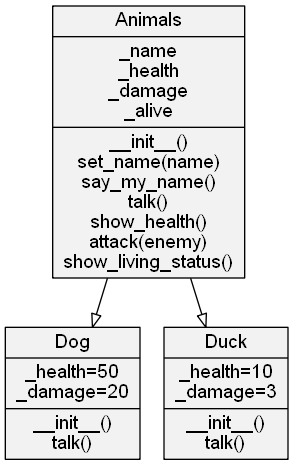 Animals
_name
_health
_damage
_alive
__init__()
set_name(name)
say_my_name()
talk()
show_health()
attack(enemy)
show_living_status()
Dog
_health=50
_damage=20
__init__()
talk()
Duck
_health=10
_damage=3
__init__()
talk()